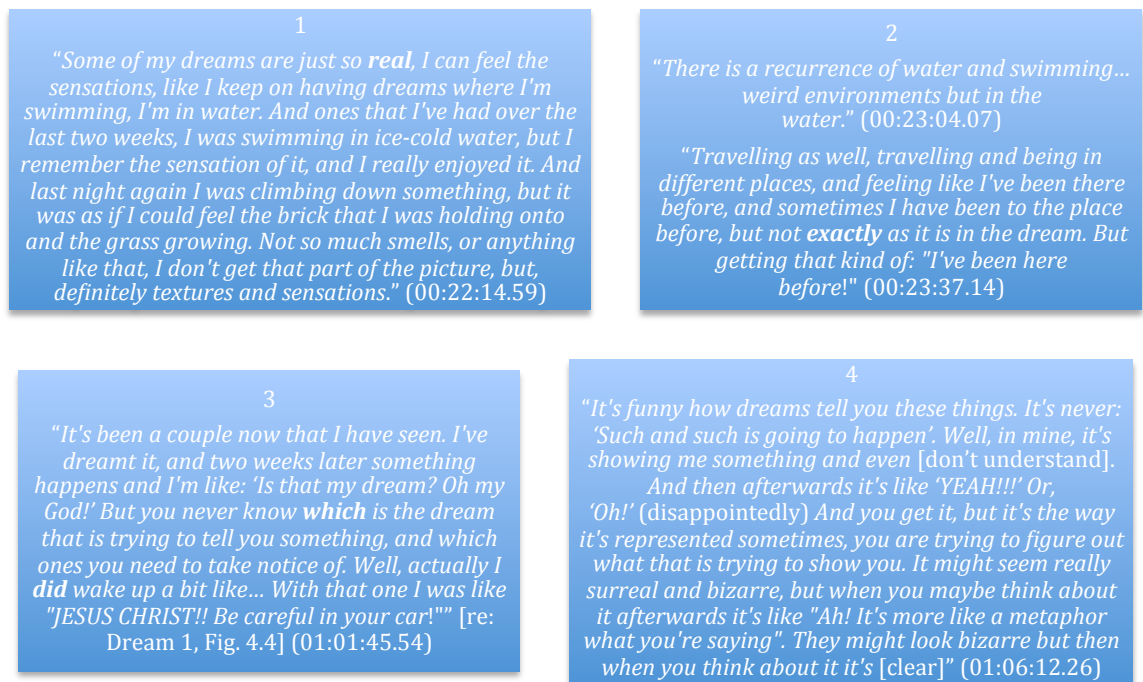 1
“Some of my dreams are just so real, I can feel the
sensations, like I keep on having dreams where I'm
swimming, I'm in water. And ones that I've had over the
last two weeks, I was swimming in ice-cold water, but I
remember the sensation of it, and I really enjoyed it. And
last night again I was climbing down something, but it
was as if I could feel the brick that I was holding onto
and the grass growing. Not so much smells, or anything
like that, I don't get that part of the picture, but,
definitely textures and sensations.” (00:22:14.59)
2
“There is a recurrence of water and swimming…
weird environments but in the
water.” (00:23:04.07)
“Travelling as well, travelling and being in
different places, and feeling like I've been there
before, and sometimes I have been to the place
before, but not exactly as it is in the dream. But
getting that kind of: "I've been here
before!" (00:23:37.14)
3
“It's been a couple now that I have seen. I've
dreamt it, and two weeks later something
happens and I'm like: ‘Is that my dream? Oh my
God!’ But you never know which is the dream
that is trying to tell you something, and which
ones you need to take notice of. Well, actually I
did wake up a bit like… With that one I was like
"JESUS CHRIST!! Be careful in your car!"” [re:
Dream 1, Fig. 4.4] (01:01:45.54)
4
“It's funny how dreams tell you these things. It's never:
‘Such and such is going to happen’. Well, in mine, it's
showing me something and even [don’t understand].
And then afterwards it's like ‘YEAH!!!’ Or,
‘Oh!’ (disappointedly) And you get it, but it's the way
it's represented sometimes, you are trying to figure out
what that is trying to show you. It might seem really
surreal and bizarre, but when you maybe think about
it afterwards it's like "Ah! It's more like a metaphor
what you're saying". They might look bizarre but then
when you think about it it's [clear]” (01:06:12.26)